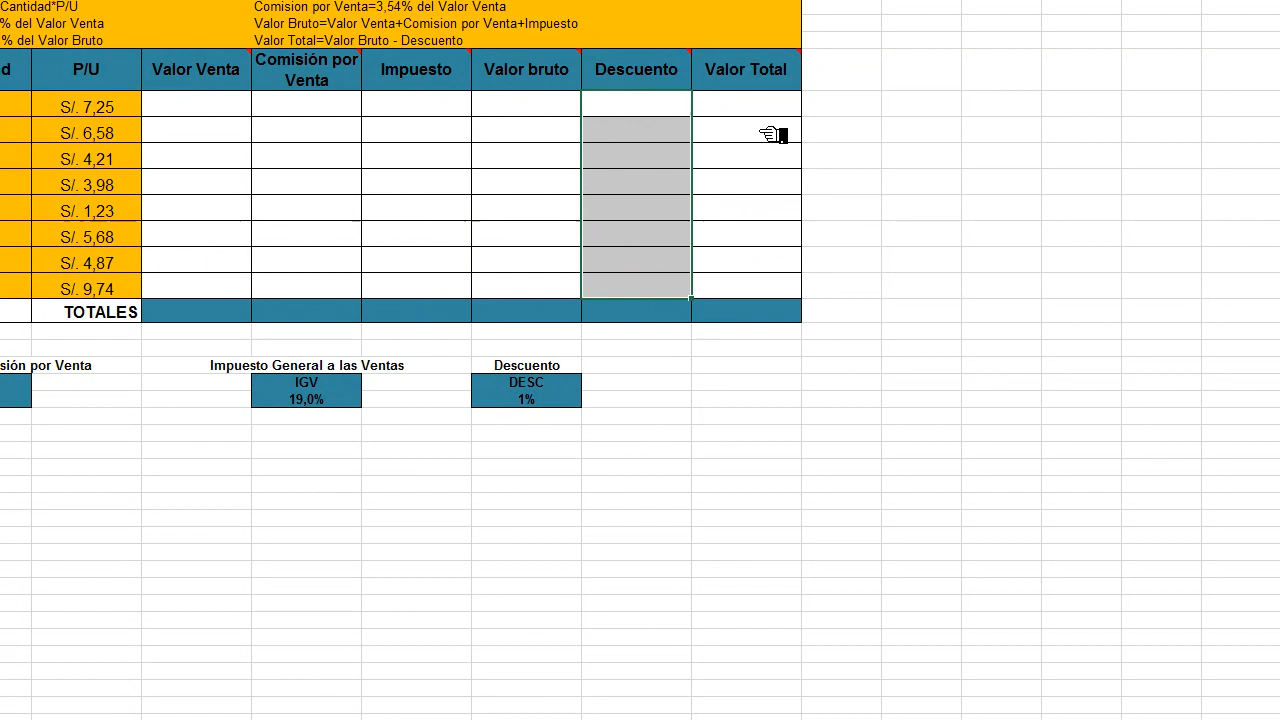 Cantidad*P/U
Comision por Venta=3,54% del Valor Venta
% del Valor Venta
Valor Bruto=Valor Venta+Comision por Venta+Impuesto
% del Valor Bruto
Valor Total=Valor Bruto - Descuento
d
P/U
Valor Venta
Comisión por
Venta
Impuesto
Valor bruto
Descuento
Valor Total
S/. 7,25
S/. 6,58
S/. 4,21
S/. 3,98
S/. 1,23
S/. 5,68
S/. 4,87
S/. 9,74
TOTALES
sión por Venta
Impuesto General a las Ventas
Descuento
IGV
DESC
19,0%
1%